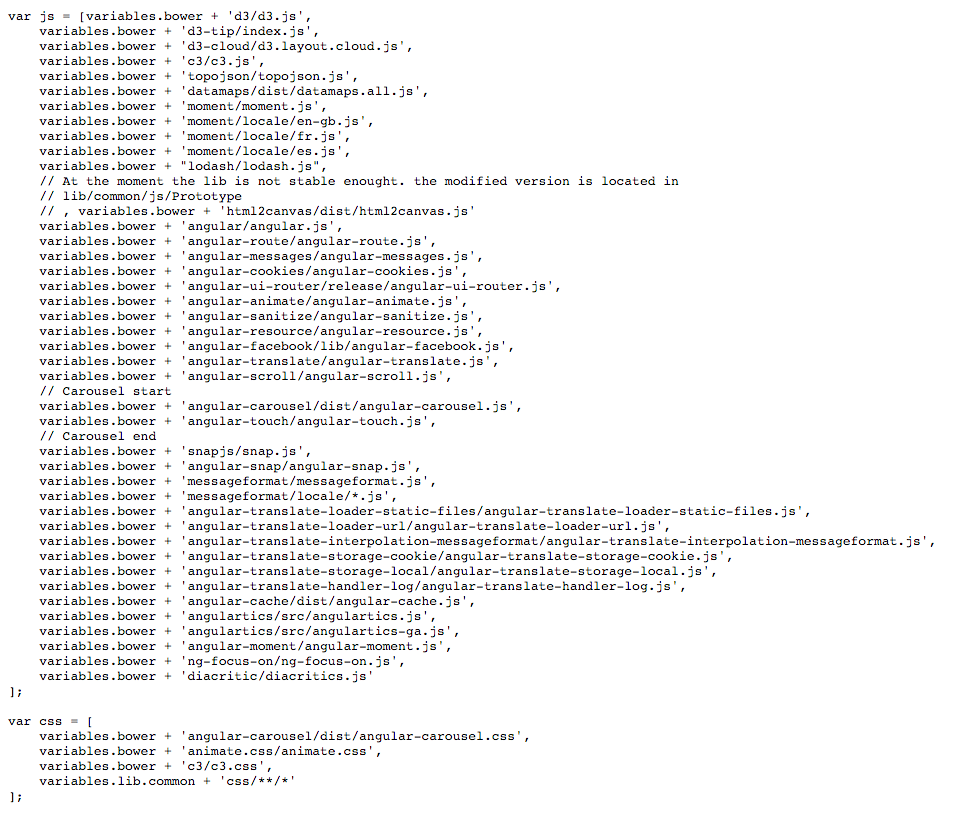 var js = [variables.bower + 'd3/d3.js',
    variables.bower + 'd3-tip/index.js',
    variables.bower + 'd3-cloud/d3.layout.cloud.js',
    variables.bower + 'c3/c3.js',
    variables.bower + 'topojson/topojson.js',
    variables.bower + 'datamaps/dist/datamaps.all.js',
    variables.bower + 'moment/moment.js',
    variables.bower + 'moment/locale/en-gb.js',
    variables.bower + 'moment/locale/fr.js',
    variables.bower + 'moment/locale/es.js',
    variables.bower + "lodash/lodash.js",
    // At the moment the lib is not stable enought. the modified version is located in
    // lib/common/js/Prototype
    // , variables.bower + 'html2canvas/dist/html2canvas.js'
    variables.bower + 'angular/angular.js',
    variables.bower + 'angular-route/angular-route.js',
    variables.bower + 'angular-messages/angular-messages.js',
    variables.bower + 'angular-cookies/angular-cookies.js',
    variables.bower + 'angular-ui-router/release/angular-ui-router.js',
    variables.bower + 'angular-animate/angular-animate.js',
    variables.bower + 'angular-sanitize/angular-sanitize.js',
    variables.bower + 'angular-resource/angular-resource.js',
    variables.bower + 'angular-facebook/lib/angular-facebook.js',
    variables.bower + 'angular-translate/angular-translate.js',
    variables.bower + 'angular-scroll/angular-scroll.js',
    // Carousel start
    variables.bower + 'angular-carousel/dist/angular-carousel.js',
    variables.bower + 'angular-touch/angular-touch.js',
    // Carousel end
    variables.bower + 'snapjs/snap.js',
    variables.bower + 'angular-snap/angular-snap.js',
    variables.bower + 'messageformat/messageformat.js',
    variables.bower + 'messageformat/locale/*.js',
    variables.bower + 'angular-translate-loader-static-files/angular-translate-loader-static-files.js',
    variables.bower + 'angular-translate-loader-url/angular-translate-loader-url.js',
    variables.bower + 'angular-translate-interpolation-messageformat/angular-translate-interpolation-messageformat.js',
    variables.bower + 'angular-translate-storage-cookie/angular-translate-storage-cookie.js',
    variables.bower + 'angular-translate-storage-local/angular-translate-storage-local.js',
    variables.bower + 'angular-translate-handler-log/angular-translate-handler-log.js',
    variables.bower + 'angular-cache/dist/angular-cache.js',
    variables.bower + 'angulartics/src/angulartics.js',
    variables.bower + 'angulartics/src/angulartics-ga.js',
    variables.bower + 'angular-moment/angular-moment.js',
    variables.bower + 'ng-focus-on/ng-focus-on.js',
    variables.bower + 'diacritic/diacritics.js'
];

var css = [
    variables.bower + 'angular-carousel/dist/angular-carousel.css',
    variables.bower + 'animate.css/animate.css',
    variables.bower + 'c3/c3.css',
    variables.lib.common + 'css/**/*'
];